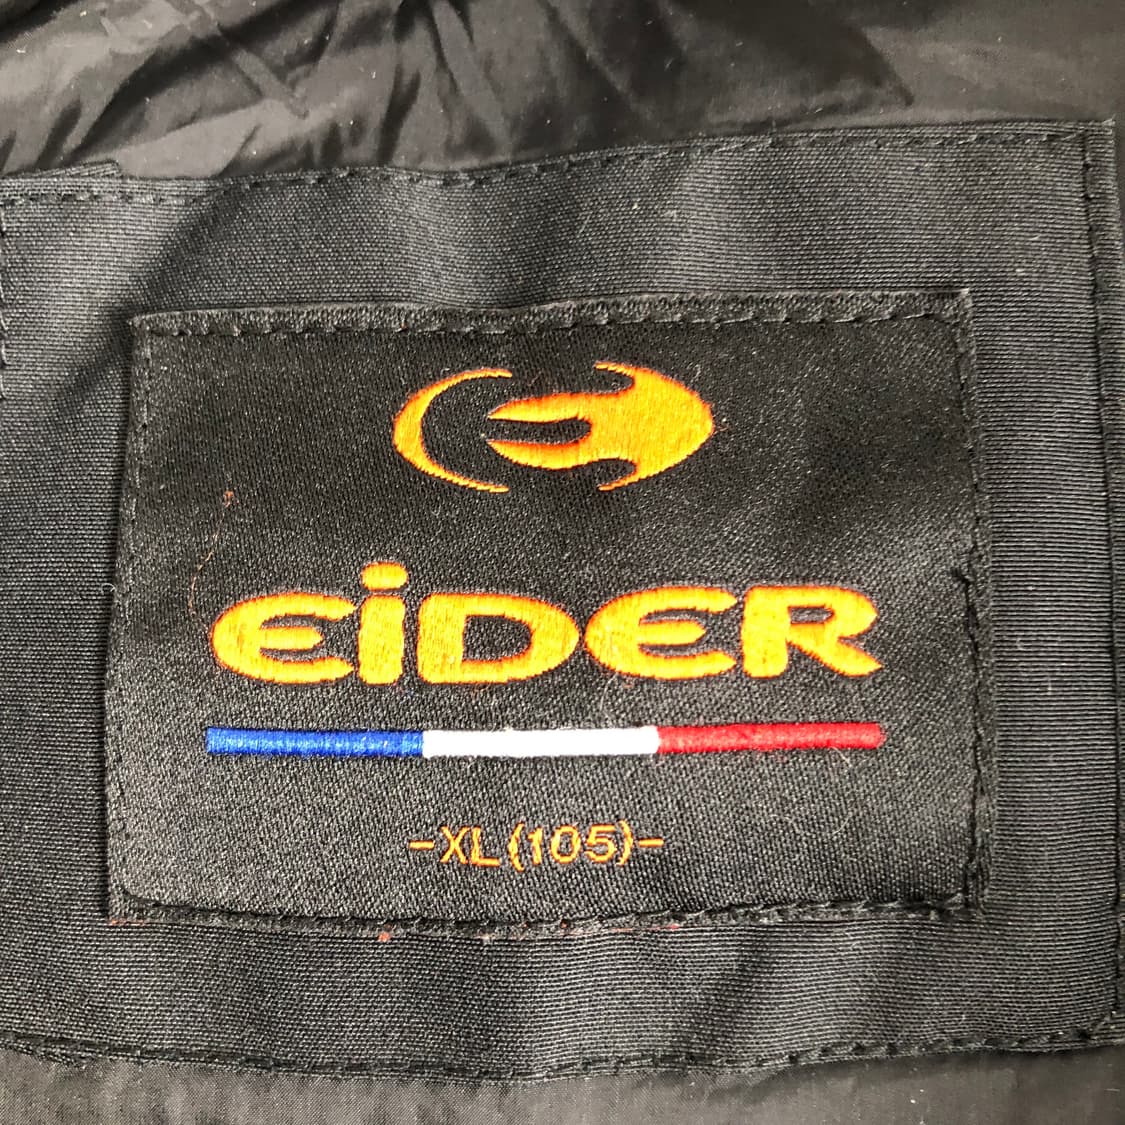 EiDER
-XL(105)-